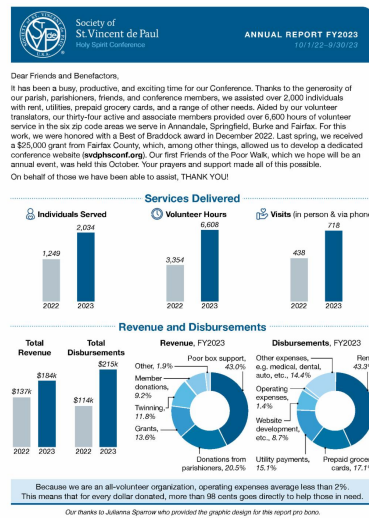 Society of
St.Vincent de Paul
Holy Spirit Conference
ANNUAL REPORT FY2023
10/1/22–9/30/23
Dear Friends and Benefactors,
It has been a busy, productive, and exciting time for our Conference. Thanks to the generosity of
our parish, parishioners, friends, and conference members, we assisted over 2,000 individuals
with rent, utilities, prepaid grocery cards, and a range of other needs. Aided by our volunteer
translators, our thirty-four active and associate members provided over 6,600 hours of volunteer
service in the six zip code areas we serve in Annandale, Springfield, Burke and Fairfax. For this
work, we were honored with a Best of Braddock award in December 2022. Last spring, we received
a $25,000 grant from Fairfax County, which, among other things, allowed us to develop a dedicated
conference website (svdphsconf.org). Our first Friends of the Poor Walk, which we hope will be an
annual event, was held this October. Your prayers and support made all of this possible.
On behalf of those we have been able to assist, THANK YOU!
Services Delivered
Individuals Served
1,249
2,034
2022 2023
Volunteer Hours
3,354
6,608
2022 2023
Visits (in person & via phone
438
718
2022 2023
Revenue and Disbursements
Total
Revenue
$137k
$184k
2022 2023
Total
Disbursements
$114k
$215k
2022 2023
Revenue, FY2023
Poor box support,
43.0%
Other, 1.9%
Member
donations,
9.2%
Twinning,
11.8%
Grants,
13.6%
Donations from
parishioners, 20.5%
Disbursements, FY2023
Other expenses,
e.g. medical, dental,
auto, etc., 14.4%
Operating
expenses,
1.4%
Website
development,
etc., 8.7%
Utility payments,
15.1%
Ren
43.3
Prepaid groce
cards, 17.1
Because we are an all-volunteer organization, operating expenses average less than 2%.
This means that for every dollar donated, more than 98 cents goes directly to help those in need.
Our thanks to Julianna Sparrow who provided the graphic design for this report pro bono.